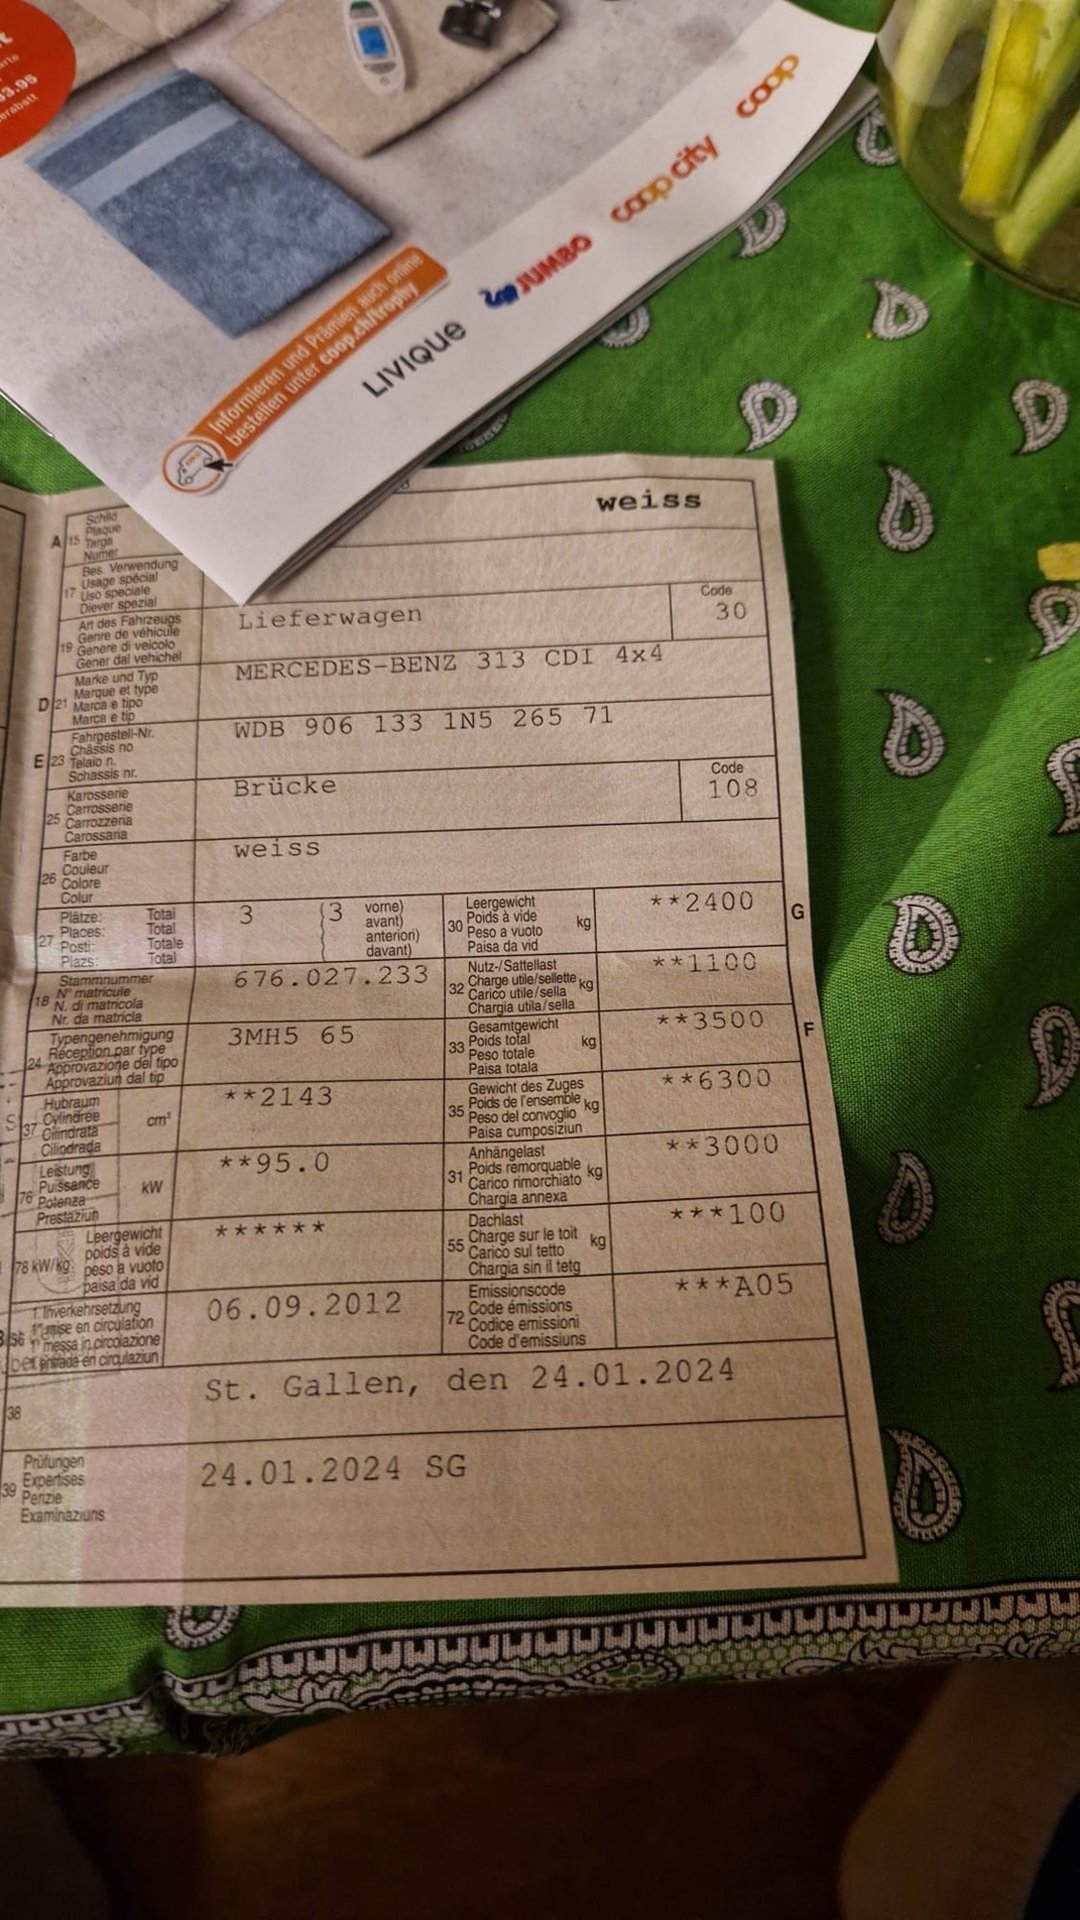 3.95
coop
coop city
JUMBO
LIVIQUE
Informieren und Prämien auch online
bestellen unter coop.ch/trophy
A 15 Schild
Plaque
Targa
Numer
weiss
17 Bes. Verwendung
Usage spécial
Uso speciale
Diever spezial
19 Art des Fahrzeugs
Genre de véhicule
Genere di veicolo
Gener dal vehichel
Lieferwagen
Code
30
D 21 Marke und Typ
Marque et type
Marca e tipo
Marca e tip
MERCEDES-BENZ 313 CDI 4x4
E 23 Fahrgestell-Nr.
Châssis no
Telaio n.
Schassis nr.
WDB 906 133 1N5 265 71
25 Karosserie
Carrosserie
Carrozzeria
Carossaria
Brücke
Code
108
26 Farbe
Couleur
Colore
Colur
weiss
27 Plätze: Total
Places: Total
Posti: Totale
Plazs: Total
3 (3 vorne)
avant)
anteriori)
davant)
30 Leergewicht
Poids à vide kg
Peso a vuoto
Paisa da vid
**2400
G
18 Stammnummer
N° matricule
N. di matricola
Nr. da matricla
676.027.233
32 Nutz-/Sattellast
Charge utile/sellette kg
Carico utile/sella
Chargia utila/sella
**1100
24 Typengenehmigung
Réception par type
Approvazione del tipo
Approvaziun dal tip
3MH5 65
33 Gesamtgewicht
Poids total kg
Peso totale
Paisa totala
**3500
F
37 Hubraum
Cylindrée cm³
Cilindrata
Cilindrada
**2143
35 Gewicht des Zuges
Poids de l'ensemble kg
Peso del convoglio
Paisa cumposiziun
**6300
76 Leistung
Puissance kW
Potenza
Prestaziun
**95.0
31 Anhängelast
Poids remorquable kg
Carico rimorchiato
Chargia annexa
**3000
78 kW/kg Leergewicht
poids à vide
peso a vuoto
paisa da vid
******
55 Dachlast
Charge sur le toit kg
Carico sul tetto
Chargia sin il tetg
***100
B 36 1. Inverkehrsetzung
1re mise en circulation
1a messa in circolazione
entrada en circulaziun
06.09.2012
72 Emissionscode
Code émissions
Codice emissioni
Code d'emissiuns
***A05
38
St. Gallen, den 24.01.2024
39 Prüfungen
Expertises
Perizie
Examinaziuns
24.01.2024 SG